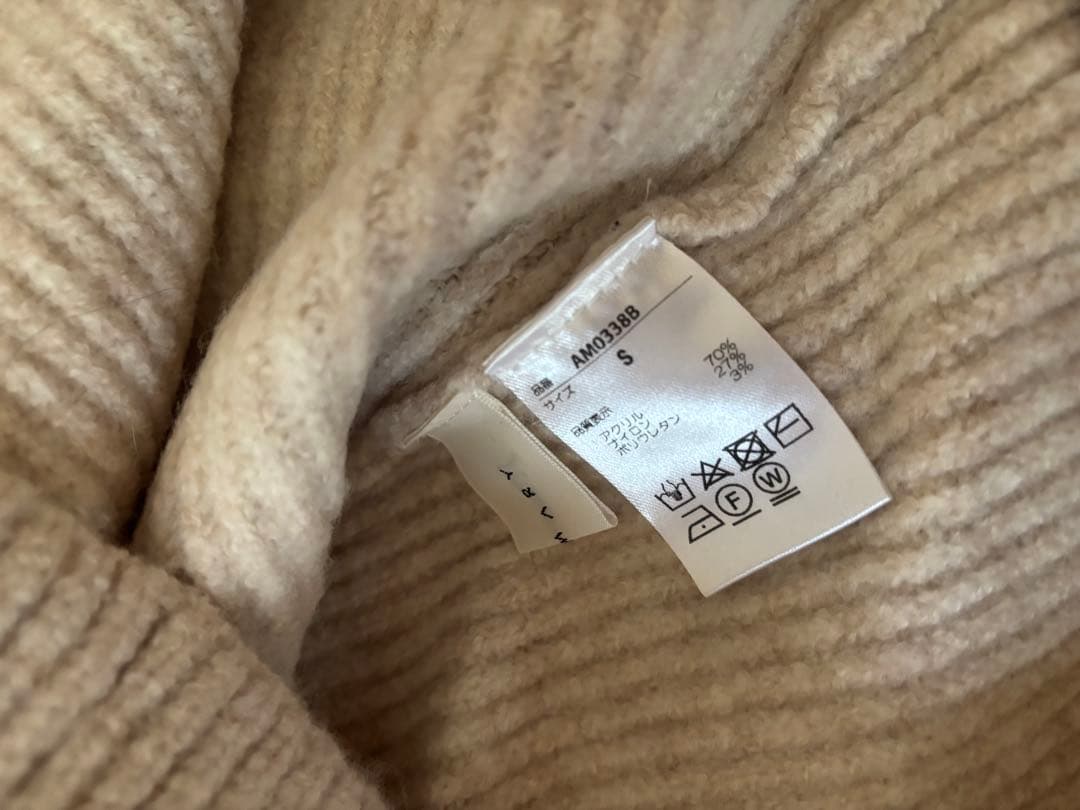 品番 AM0338B
サイズ S
品質表示
アクリル 70%
ナイロン 27%
ポリウレタン 3%
F W